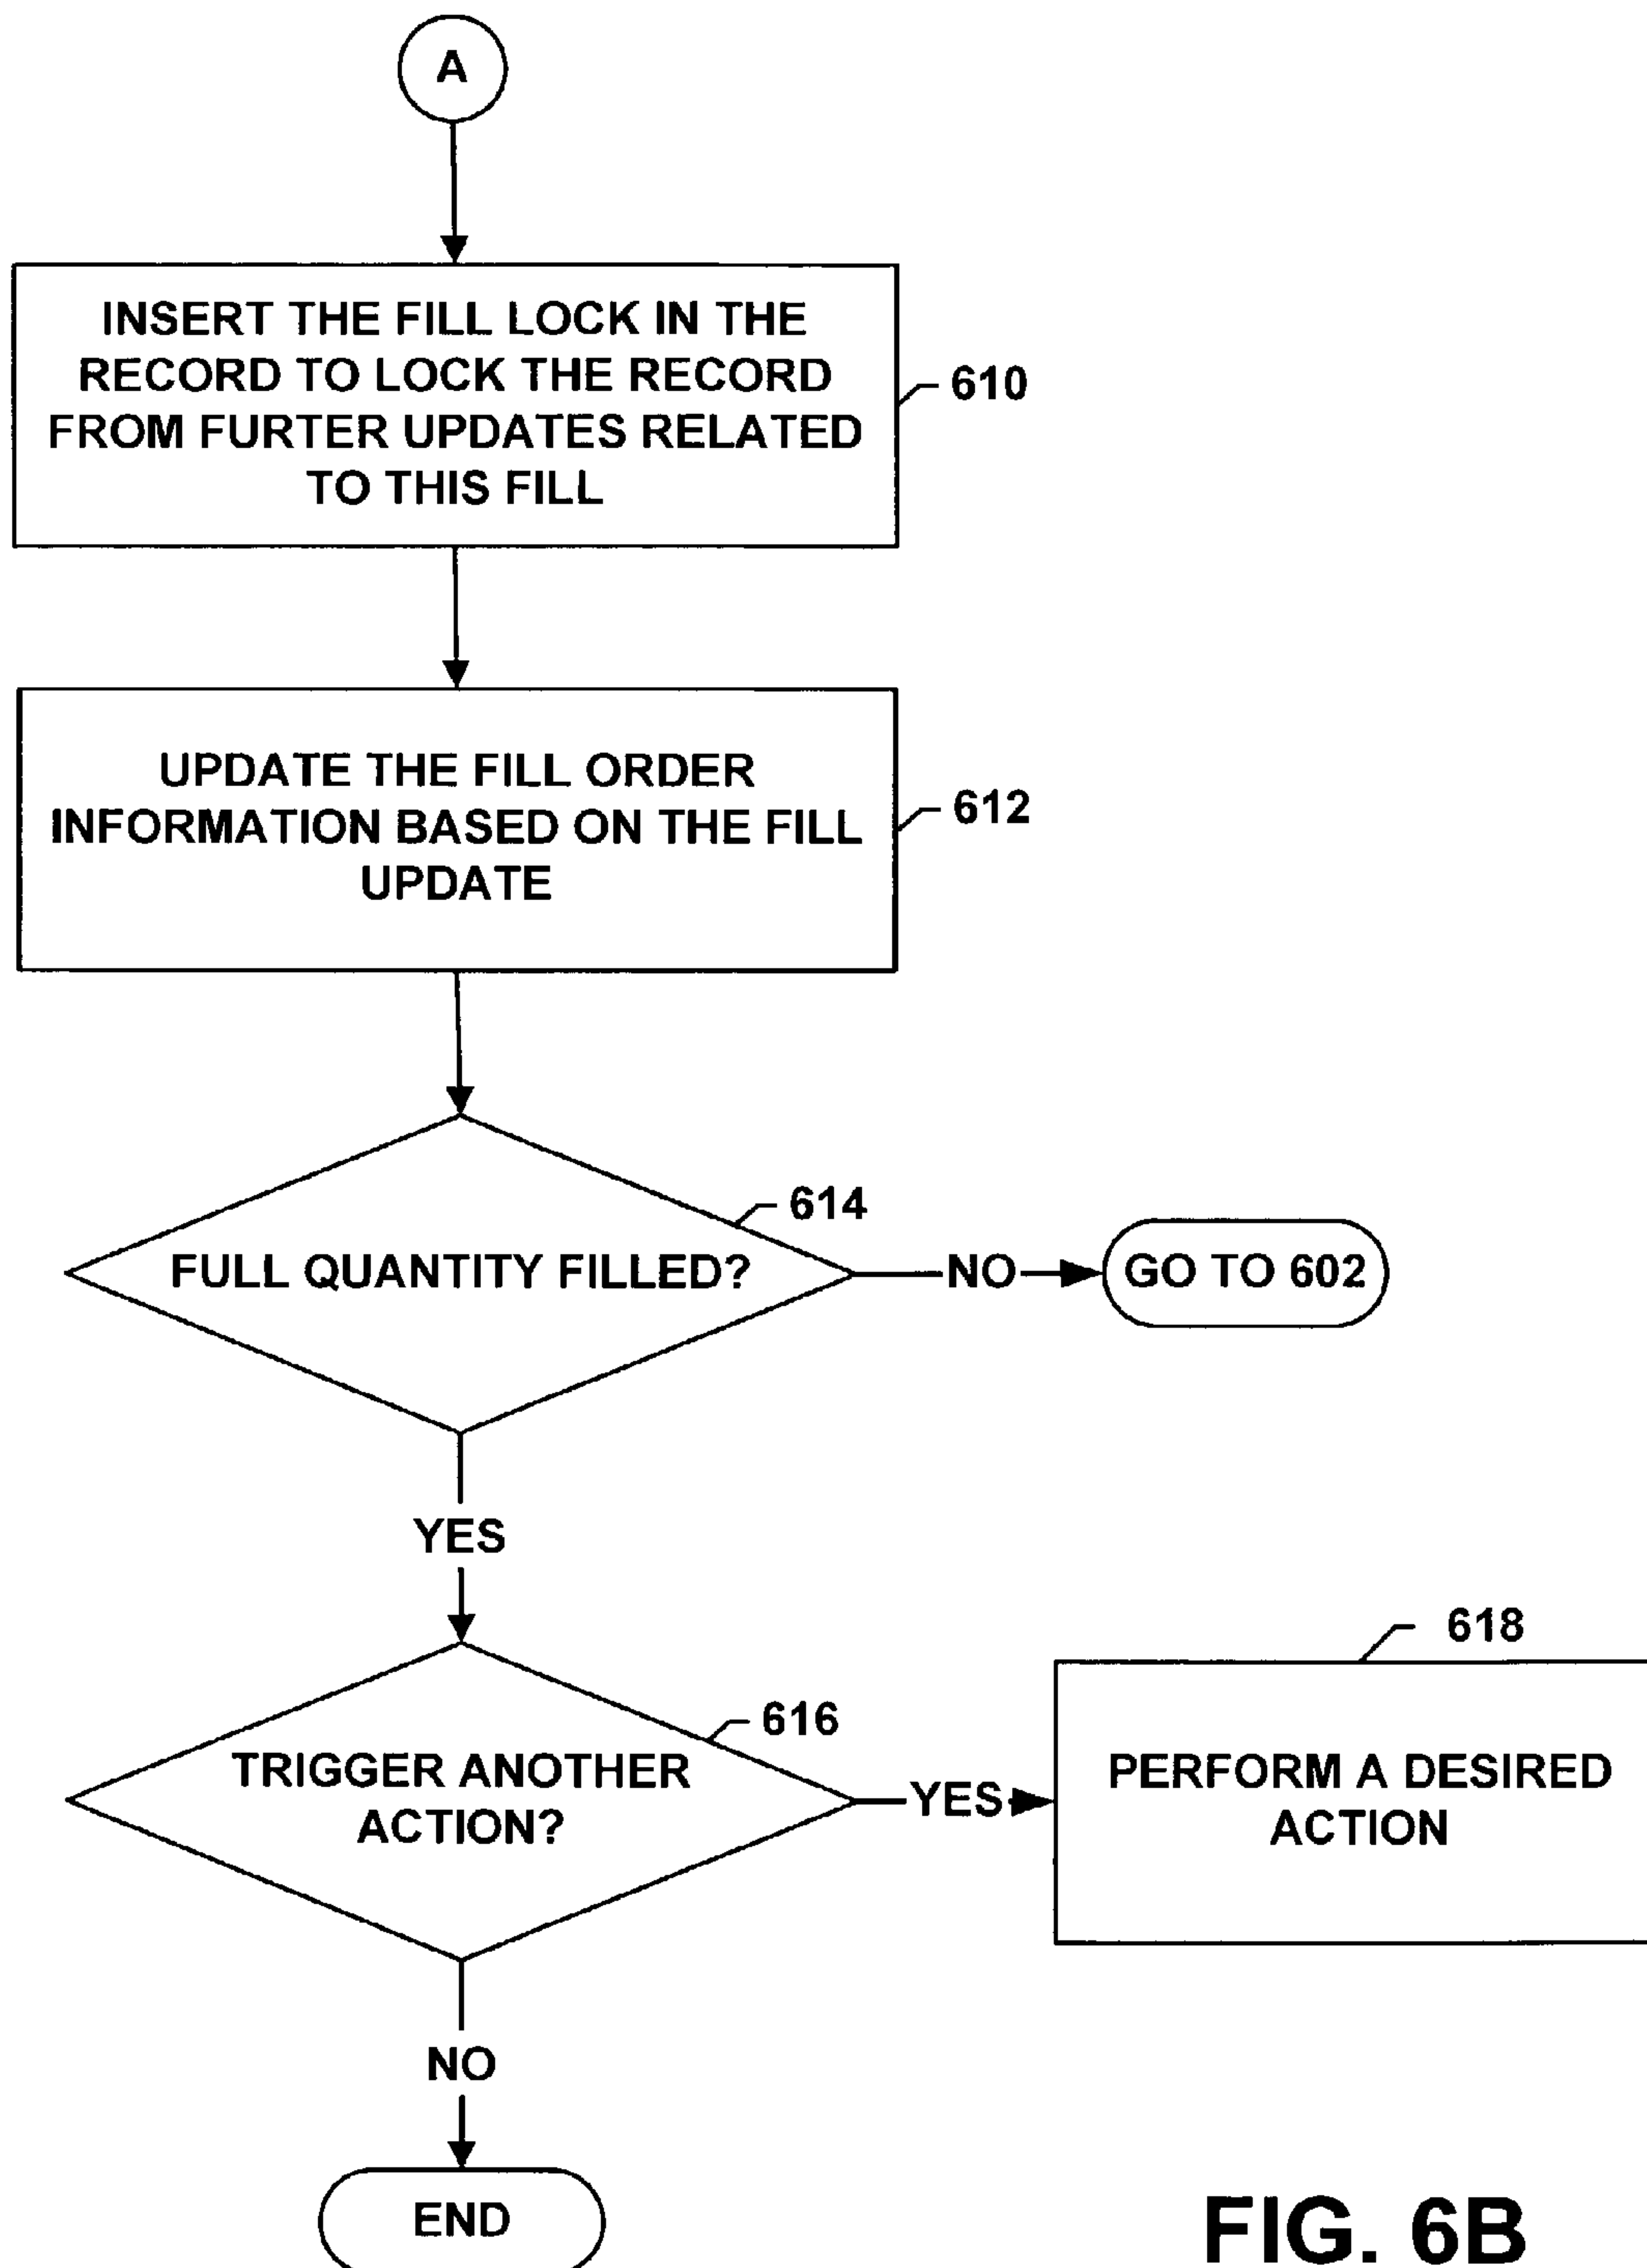 A
INSERT THE FILL LOCK IN THE
RECORD TO LOCK THE RECORD
FROM FURTER UPDATES RELATED
TO THIS FILL
610
UPDATE THE FILL ORDER
INFORMATION BASED ON THE FILL
UPDATE
612
614
FULL QUANTITY FILLED?
NO
GO TO 602
YES
618
616
TRIGGER ANOTHER
ACTION?
YES
PERFORM A DESIRED
ACTION
NO
END
FIG. 6B